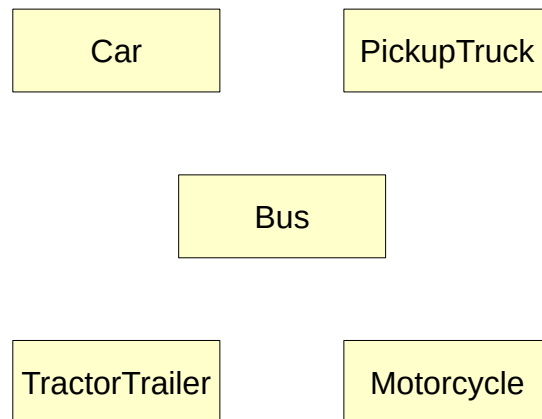 Car
PickupTruck
Bus
TractorTrailer
Motorcycle